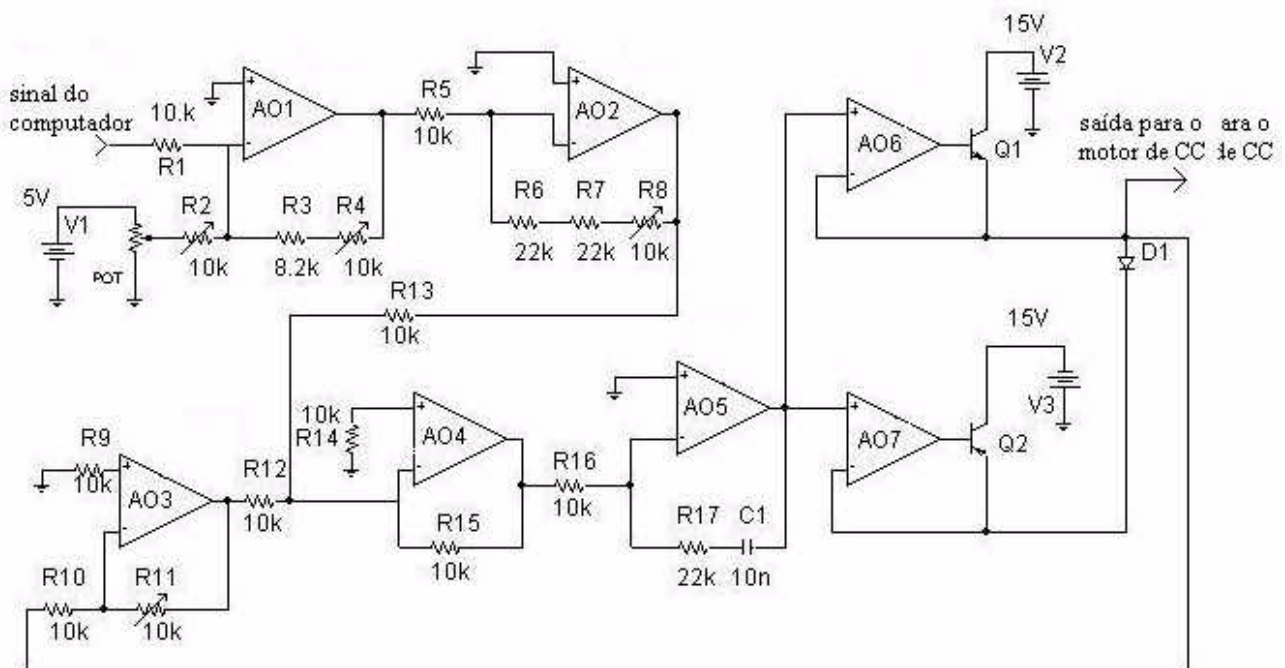 15V
V2
sinal do
computador
10.k
R1
+
-
AO1
R5
10k
+
-
AO2
+
-
AO6
Q1
saída para o ara o
motor de CC de CC
5V
V1
POT
R2
10k
R3
8.2k
R4
10k
R6
22k
R7
22k
R8
10k
D1
R13
10k
15V
V3
10k
R14
+
-
AO4
+
-
AO5
+
-
AO7
Q2
R9
10k
+
-
AO3
R12
10k
R16
10k
R15
10k
R17
22k
C1
10n
R10
10k
R11
10k